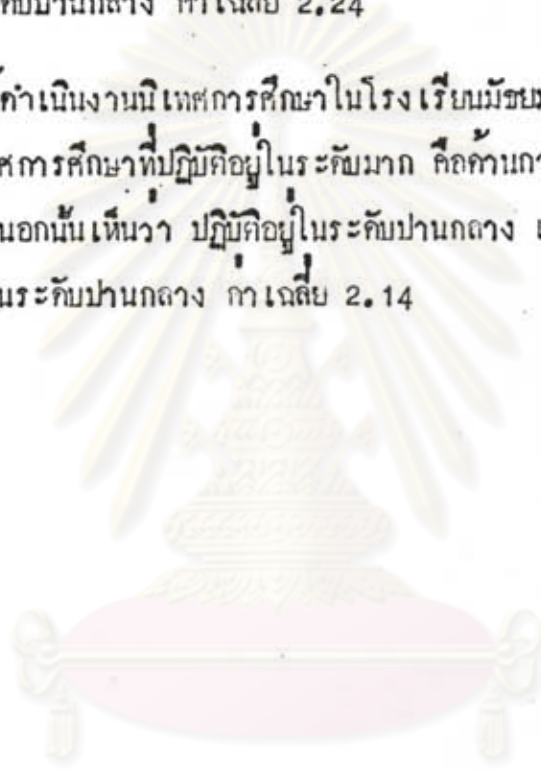 ดับปานกลาง ค่าเฉลี่ย 2.24
ดำเนินงานนิเทศการศึกษาในโรงเรียนมัธยม
ศการศึกษาที่ปฏิบัติอยู่ในระดับมาก คือด้านกา
นอกนั้นเห็นว่า ปฏิบัติอยู่ในระดับปานกลาง
นระดับปานกลาง ค่าเฉลี่ย 2.14